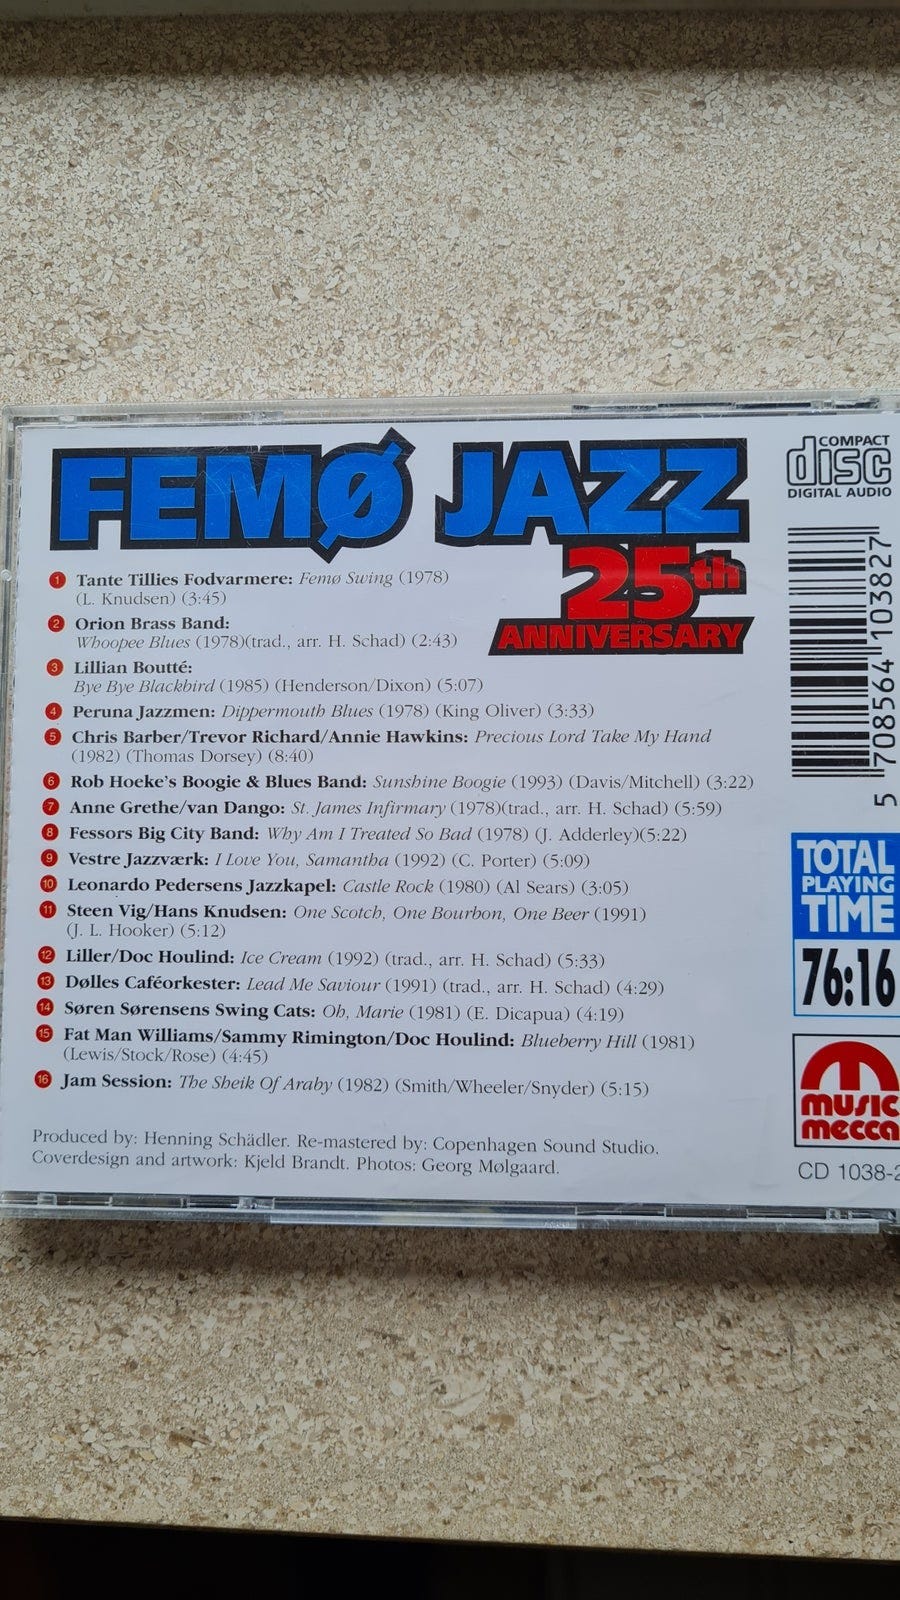 FEMØ JAZZ
25th
ANNIVERSARY
COMPACT
disc
DIGITAL AUDIO
1 Tante Tillies Fodvarmere: Femø Swing (1978)
(L. Knudsen) (3:45)
2 Orion Brass Band:
Whoopee Blues (1978)(trad., arr. H. Schad) (2:43)
3 Lillian Boutté:
Bye Bye Blackbird (1985) (Henderson/Dixon) (5:07)
4 Peruna Jazzmen: Dippermouth Blues (1978) (King Oliver) (3:33)
5 Chris Barber/Trevor Richard/Annie Hawkins: Precious Lord Take My Hand
(1982) (Thomas Dorsey) (8:40)
6 Rob Hoeke's Boogie & Blues Band: Sunshine Boogie (1993) (Davis/Mitchell) (3:22)
7 Anne Grethe/van Dango: St. James Infirmary (1978)(trad., arr. H. Schad) (5:59)
8 Fessors Big City Band: Why Am I Treated So Bad (1978) (J. Adderley)(5:22)
9 Vestre Jazzværk: I Love You, Samantha (1992) (C. Porter) (5:09)
10 Leonardo Pedersens Jazzkapel: Castle Rock (1980) (Al Sears) (3:05)
11 Steen Vig/Hans Knudsen: One Scotch, One Bourbon, One Beer (1991)
(J. L. Hooker) (5:12)
12 Liller/Doc Houlind: Ice Cream (1992) (trad., arr. H. Schad) (5:33)
13 Dølles Caféorkester: Lead Me Saviour (1991) (trad., arr. H. Schad) (4:29)
14 Søren Sørensens Swing Cats: Oh, Marie (1981) (E. Dicapua) (4:19)
15 Fat Man Williams/Sammy Rimington/Doc Houlind: Blueberry Hill (1981)
(Lewis/Stock/Rose) (4:45)
16 Jam Session: The Sheik Of Araby (1982) (Smith/Wheeler/Snyder) (5:15)
Produced by: Henning Schädler. Re-mastered by: Copenhagen Sound Studio.
Coverdesign and artwork: Kjeld Brandt. Photos: Georg Mølgaard.
5 708564 103827
TOTAL
PLAYING
TIME
76:16
music
mecca
CD 1038-2